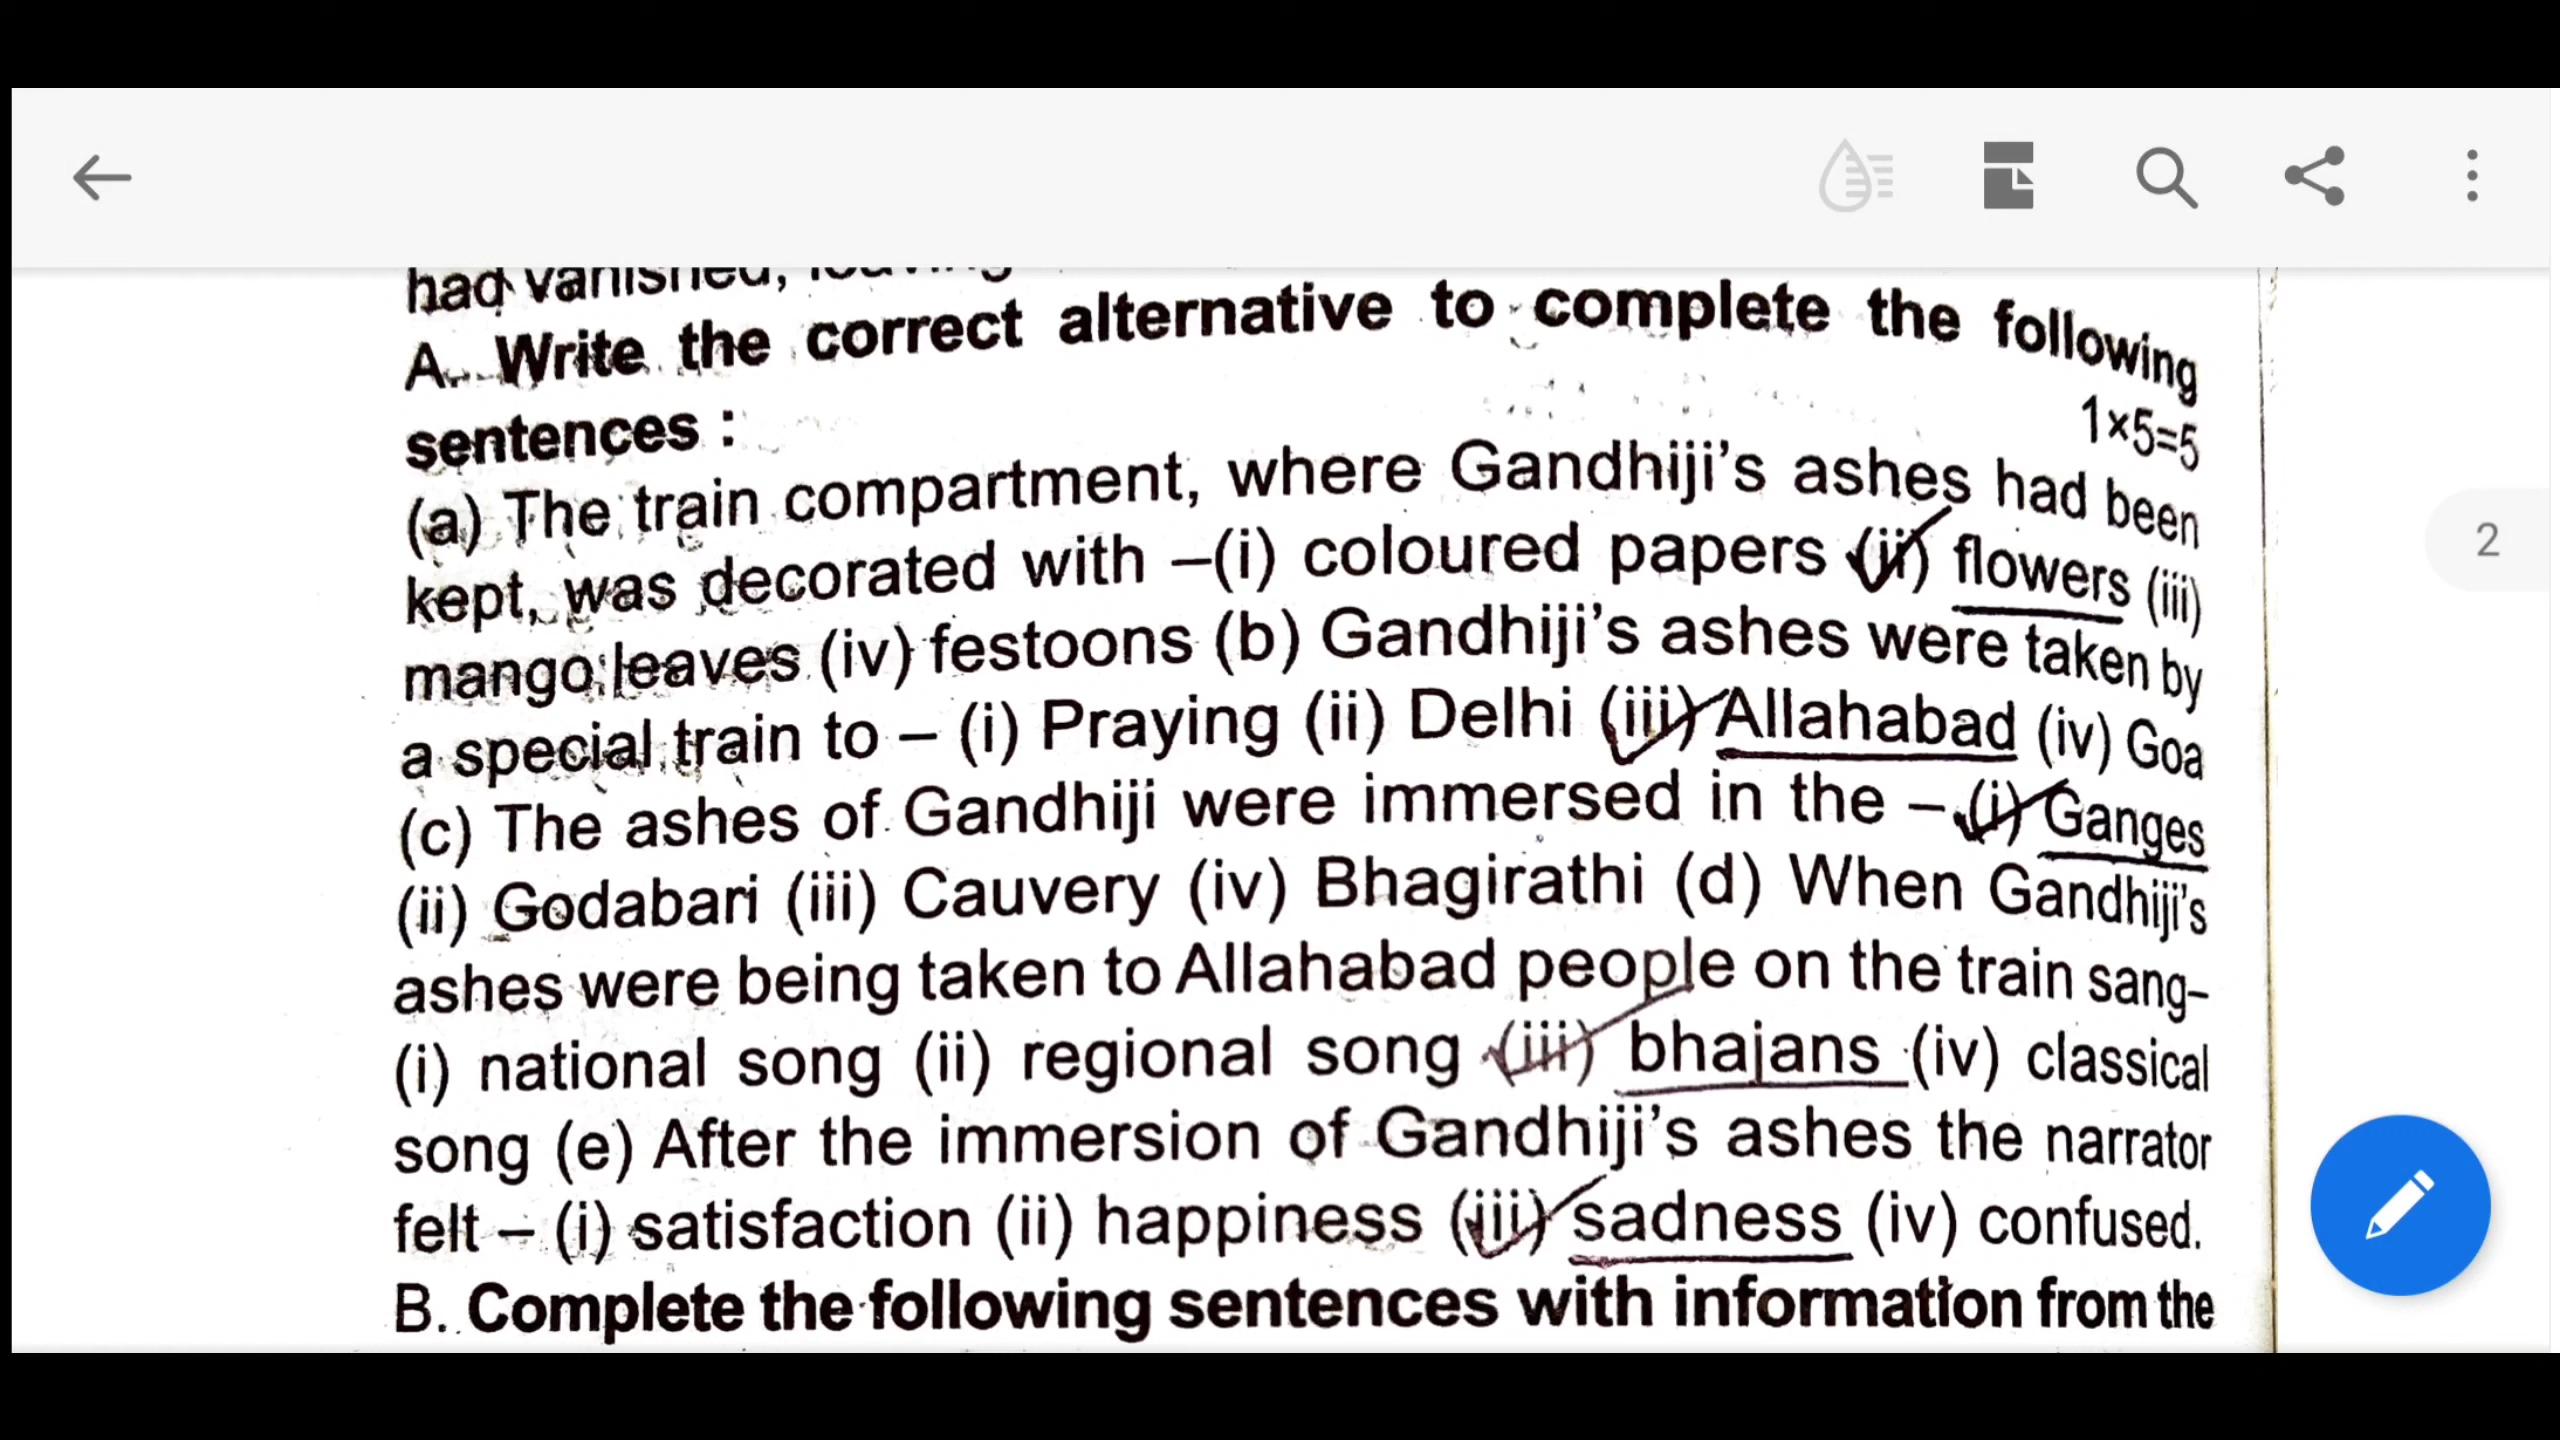 had vanished,
A. Write the correct alternative to complete the following
sentences :
1×5=5
(a) The train compartment, where Gandhiji's ashes had been
kept, was decorated with –(i) coloured papers (ii) flowers (iii)
mango leaves (iv) festoons (b) Gandhiji's ashes were taken by
a special train to – (i) Praying (ii) Delhi (iii) Allahabad (iv) Goa
(c) The ashes of Gandhiji were immersed in the – (i) Ganges
(ii) Godabari (iii) Cauvery (iv) Bhagirathi (d) When Gandhiji's
ashes were being taken to Allahabad people on the train sang–
(i) national song (ii) regional song (iii) bhajans (iv) classical
song (e) After the immersion of Gandhiji's ashes the narrator
felt – (i) satisfaction (ii) happiness (iii) sadness (iv) confused.
B. Complete the following sentences with information from the
2